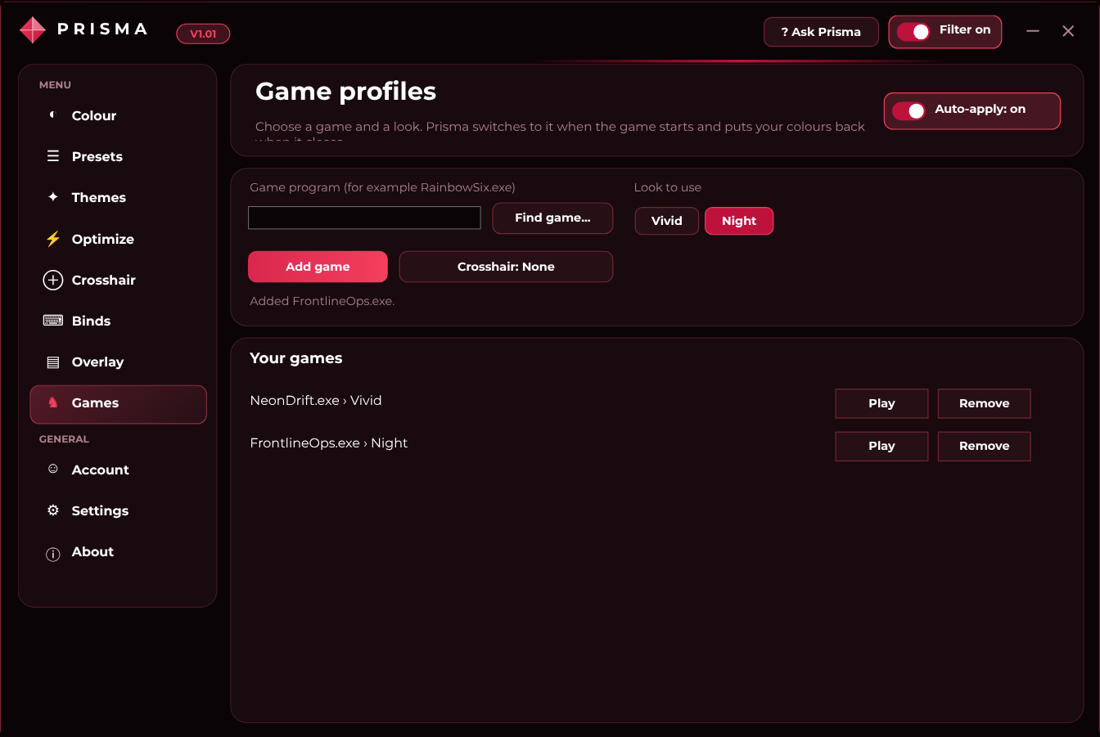 PRISMA
V1.01
? Ask Prisma
Filter on
MENU
Colour
Presets
Themes
Optimize
Crosshair
Binds
Overlay
Games
GENERAL
Account
Settings
About
Game profiles
Choose a game and a look. Prisma switches to it when the game starts and puts your colours back
when it closes.
Auto-apply: on
Game program (for example RainbowSix.exe)
Look to use
Find game...
Vivid
Night
Add game
Crosshair: None
Added FrontlineOps.exe.
Your games
NeonDrift.exe › Vivid
Play
Remove
FrontlineOps.exe › Night
Play
Remove